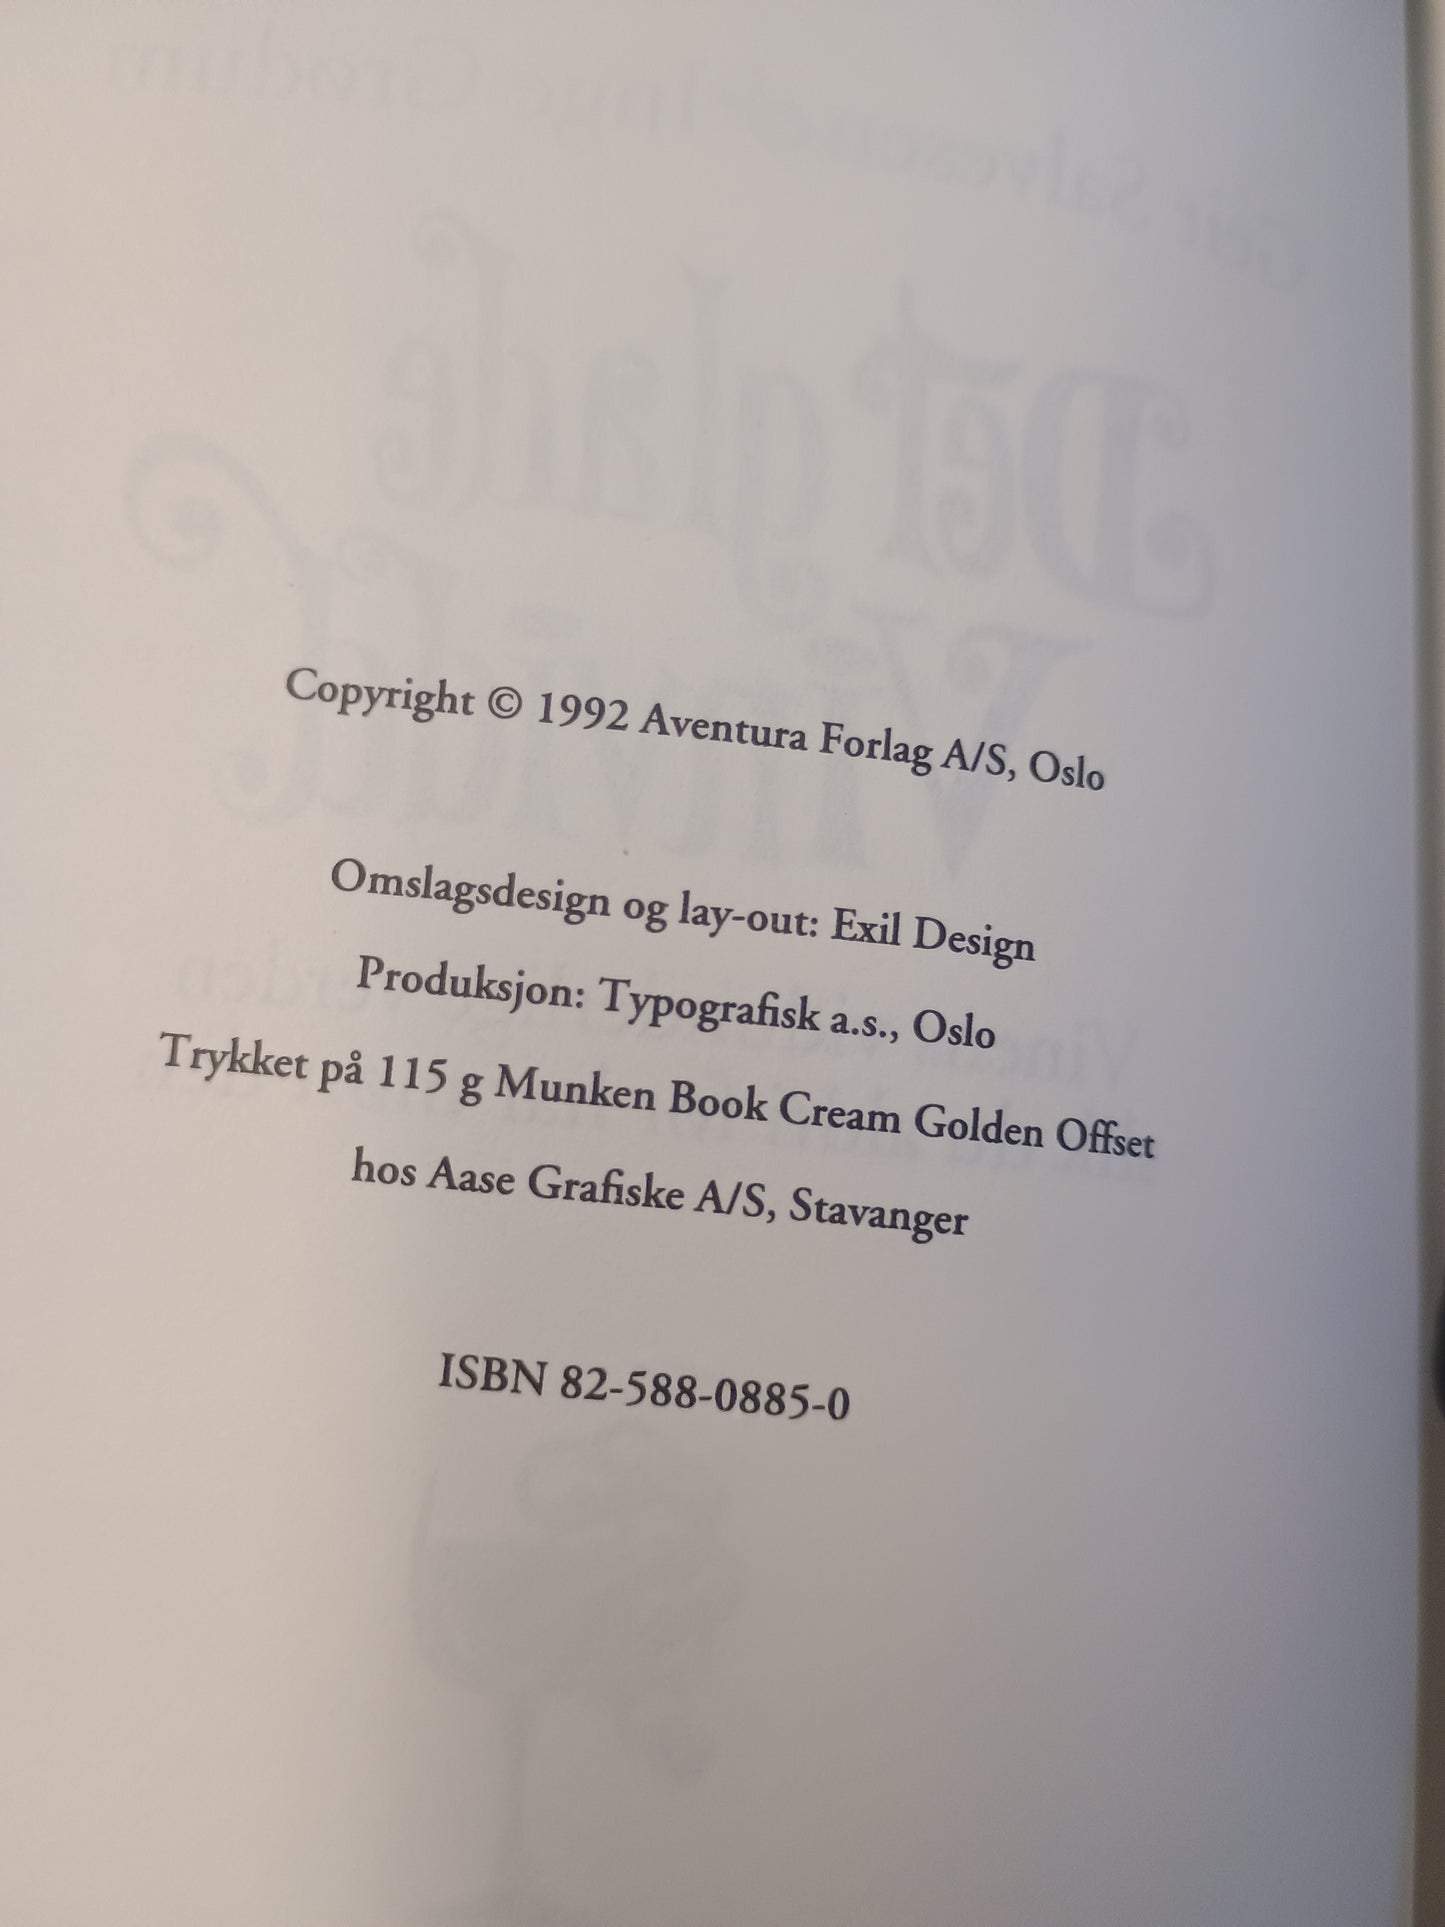 Copyright © 1992 Aventura Forlag A/S, Oslo
Omslagsdesign og lay-out: Exil Design
Produksjon: Typografisk a.s., Oslo
Trykket på 115 g Munken Book Cream Golden Offset
hos Aase Grafiske A/S, Stavanger
ISBN 82-588-0885-0